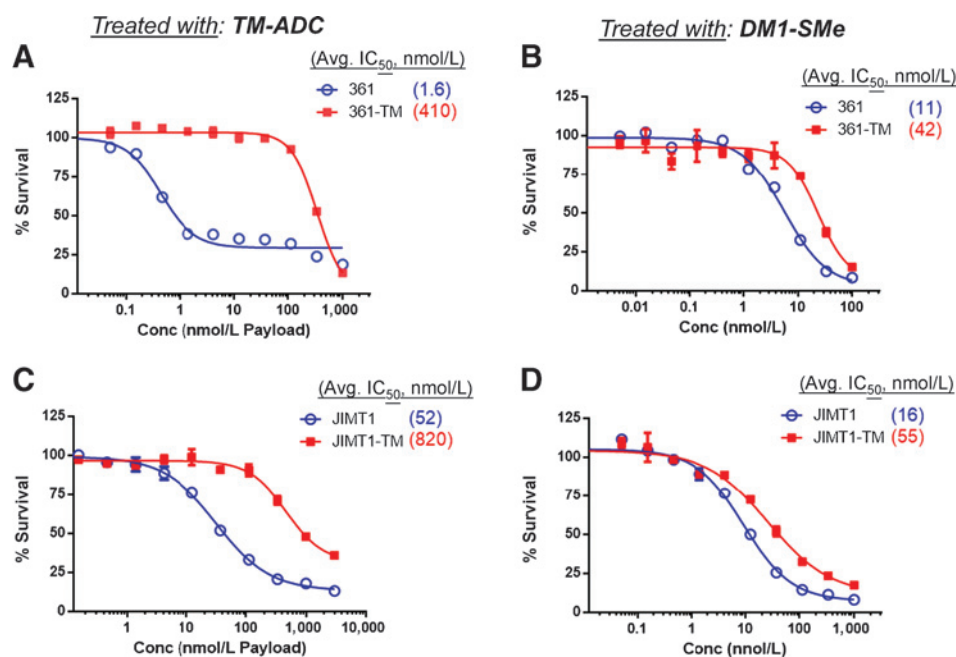 Treated with: TM-ADC
Treated with: DM1-SMe
A
(Avg. IC50, nmol/L)
361 (1.6)
361-TM (410)
125
100
75
50
25
0
% Survival
0.1 1 10 100 1,000
Conc (nmol/L Payload)
B
(Avg. IC50, nmol/L)
361 (11)
361-TM (42)
125
100
75
50
25
0
% Survival
0.01 0.1 1 10 100
Conc (nmol/L)
C
(Avg. IC50, nmol/L)
JIMT1 (52)
JIMT1-TM (820)
125
100
75
50
25
0
% Survival
1 10 100 1,000 10,000
Conc (nmol/L Payload)
D
(Avg. IC50, nmol/L)
JIMT1 (16)
JIMT1-TM (55)
125
100
75
50
25
0
% Survival
0.1 1 10 100 1,000
Conc (nmol/L)